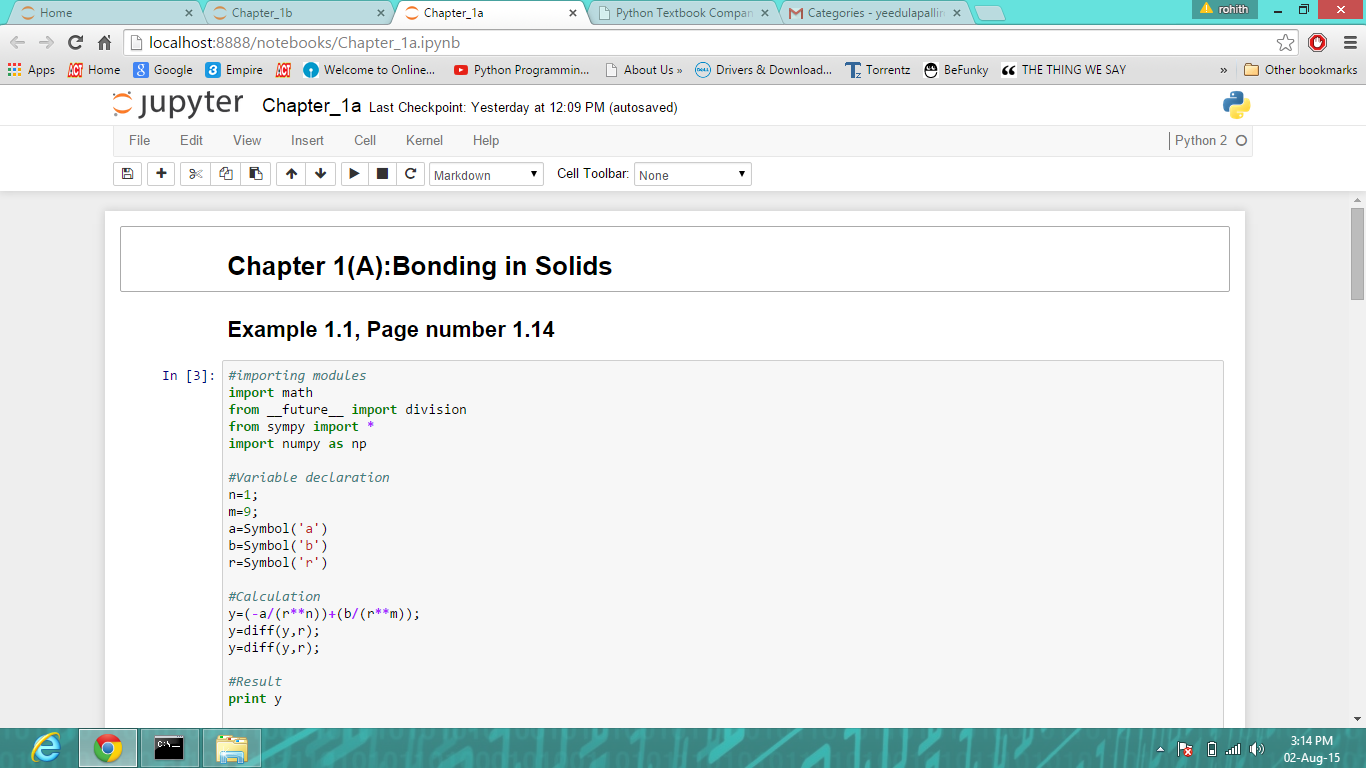 Home
Chapter_1b
Chapter_1a
Python Textbook Compan
Categories - yeedulapallir
rohith
localhost:8888/notebooks/Chapter_1a.ipynb
Apps ACT Home Google Empire ACT Welcome to Online... Python Programmin... About Us » Drivers & Download... Torrentz BeFunky THE THING WE SAY » Other bookmarks
jupyter Chapter_1a Last Checkpoint: Yesterday at 12:09 PM (autosaved)
File Edit View Insert Cell Kernel Help Python 2
Markdown Cell Toolbar: None
Chapter 1(A):Bonding in Solids
Example 1.1, Page number 1.14
In [3]: #importing modules
import math
from __future__ import division
from sympy import *
import numpy as np
#Variable declaration
n=1;
m=9;
a=Symbol('a')
b=Symbol('b')
r=Symbol('r')
#Calculation
y=(-a/(r**n))+(b/(r**m));
y=diff(y,r);
y=diff(y,r);
#Result
print y
3:14 PM
02-Aug-15